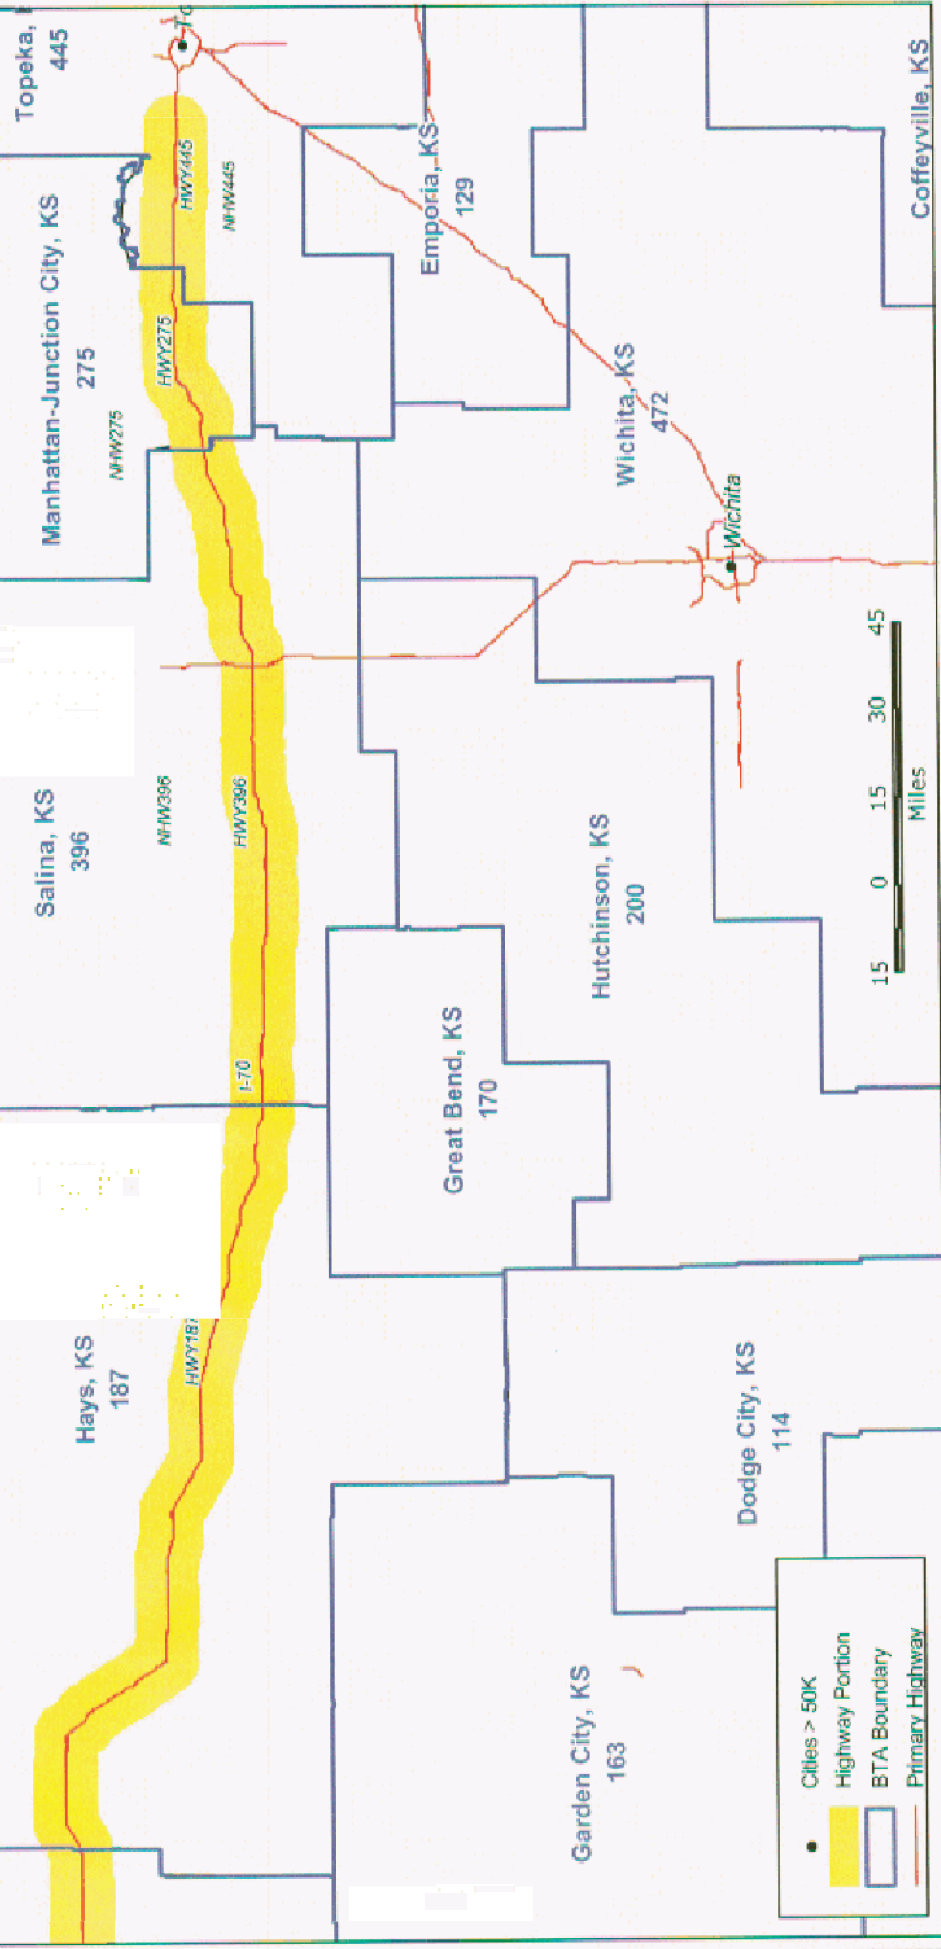 Topeka,
445
Manhattan-Junction City, KS
275
NHW275
HWY275
HWY445
NHW445
To
Emporia, KS
129
Coffeyville, KS
Wichita, KS
472
Wichita
Salina, KS
396
NHW396
HWY396
I-70
Hutchinson, KS
200
Great Bend, KS
170
Hays, KS
187
HWY187
Dodge City, KS
114
Garden City, KS
163
15 0 15 30 45
Miles
Cities > 50K
Highway Portion
BTA Boundary
Primary Highway